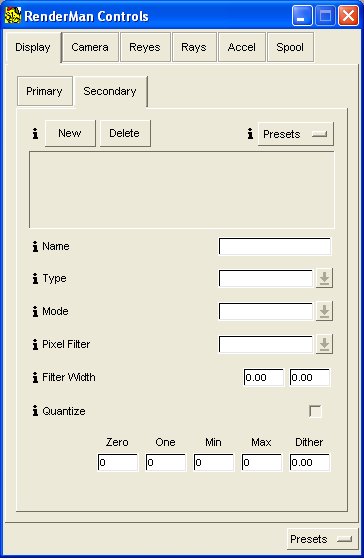 RenderMan Controls
Display Camera Reyes Rays Accel Spool
Primary Secondary
i New Delete i Presets
i Name
i Type
i Mode
i Pixel Filter
i Filter Width 0.00 0.00
i Quantize
Zero One Min Max Dither
0 0 0 0 0.00
Presets